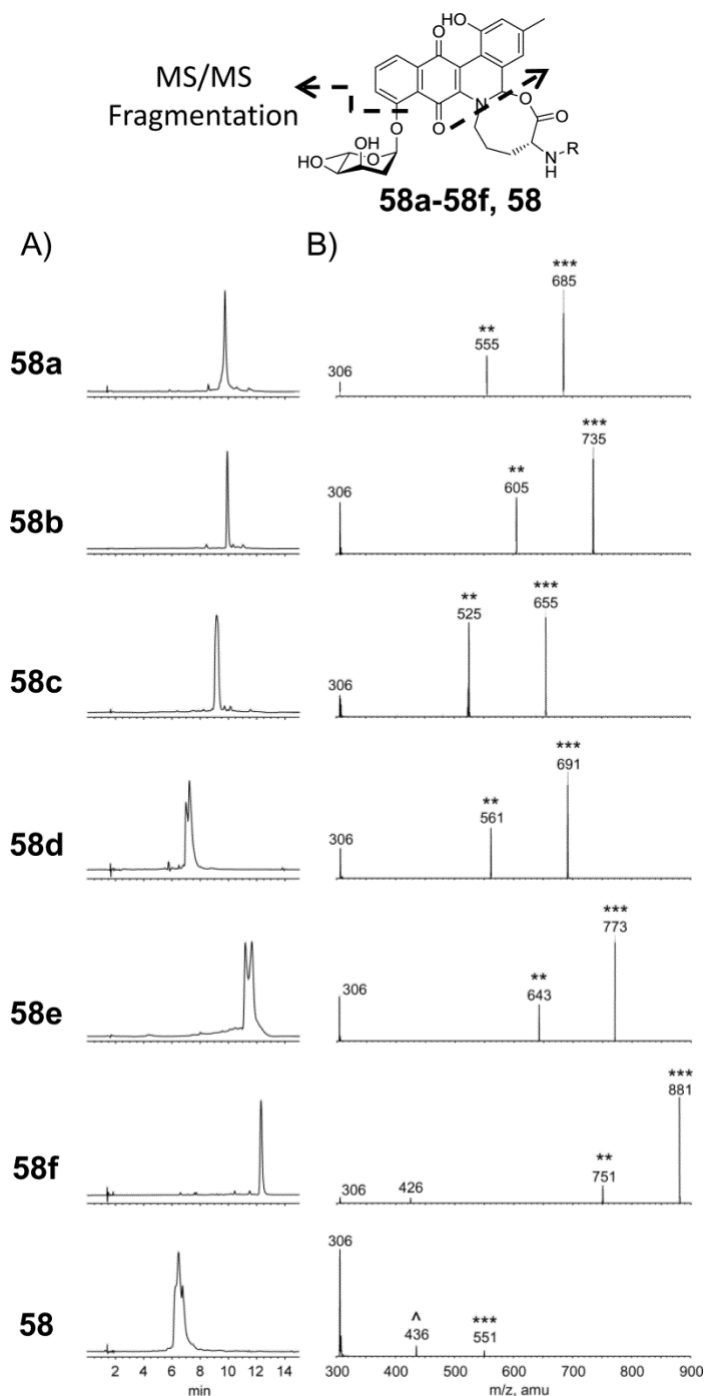 HO
O
MS/MS
Fragmentation
N
O
O
O
O
OH
O
HO
OH
N
H
R
58a-58f, 58
A)
B)
58a
306
**
555
***
685
58b
306
**
605
***
735
58c
306
**
525
***
655
58d
306
**
561
***
691
58e
306
**
643
***
773
58f
306
426
**
751
***
881
58
306
^
436
***
551
2 4 6 8 10 12 14
min
300 400 500 600 700 800 900
m/z, amu